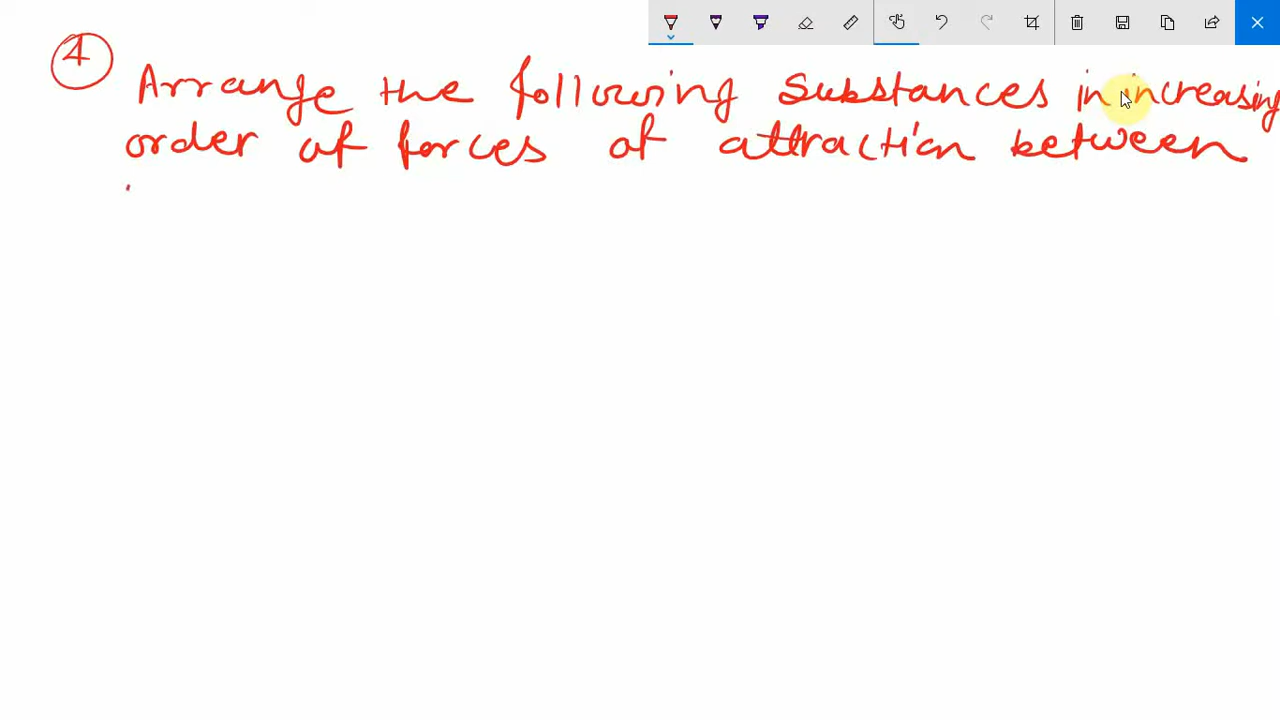 4
Arrange the following substances in increasing
order of forces of attraction between